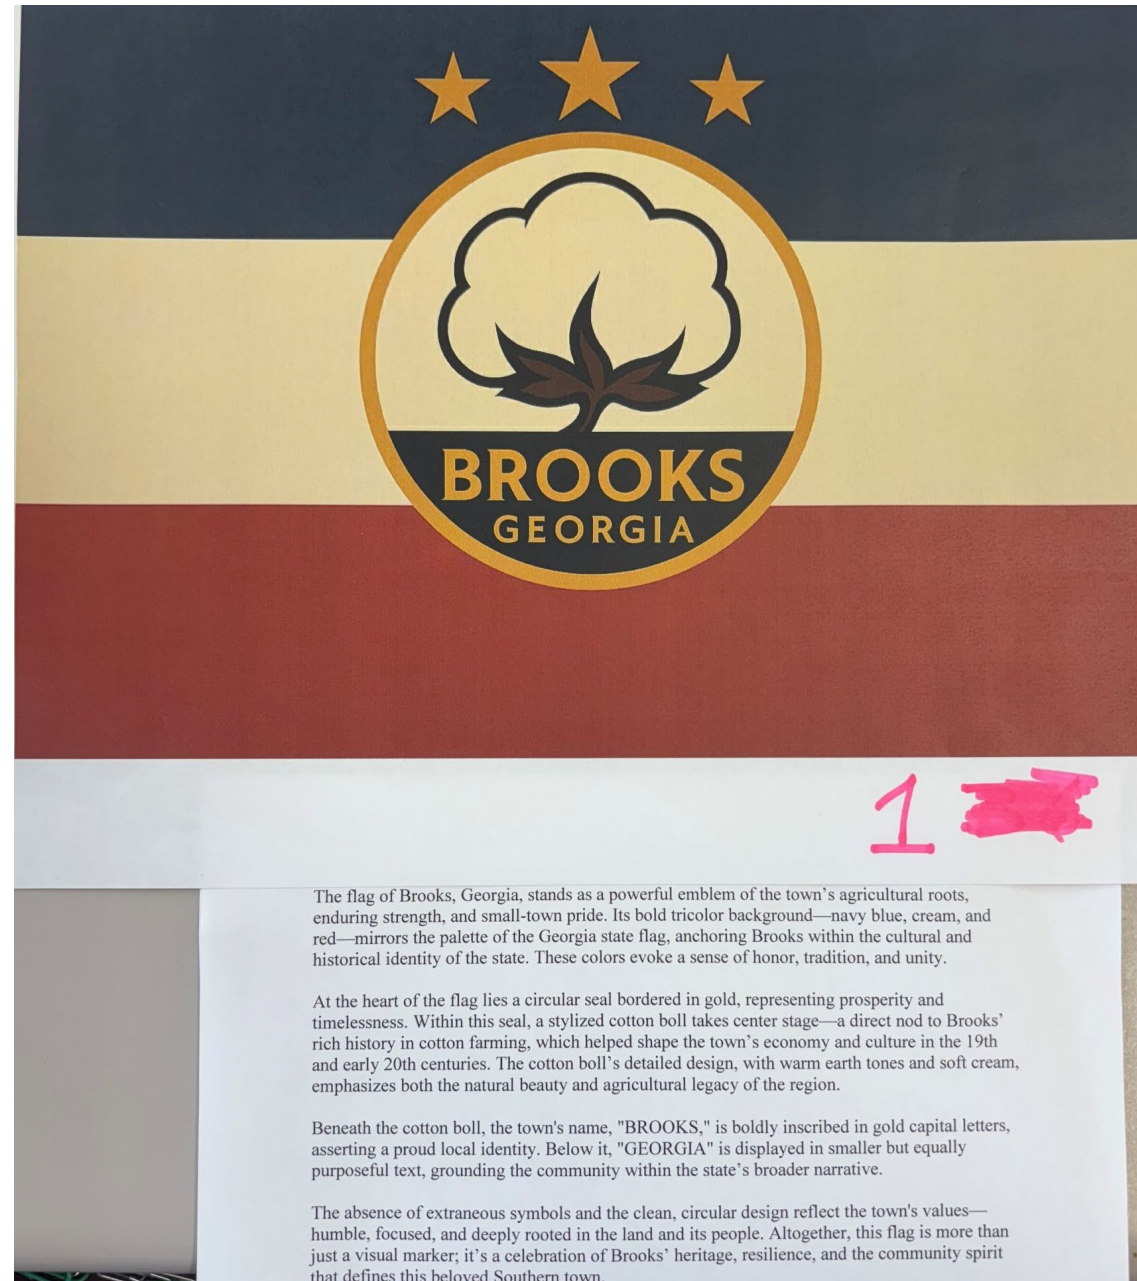 BROOKS
GEORGIA
1
The flag of Brooks, Georgia, stands as a powerful emblem of the town’s agricultural roots,
enduring strength, and small-town pride. Its bold tricolor background—navy blue, cream, and
red—mirrors the palette of the Georgia state flag, anchoring Brooks within the cultural and
historical identity of the state. These colors evoke a sense of honor, tradition, and unity.
At the heart of the flag lies a circular seal bordered in gold, representing prosperity and
timelessness. Within this seal, a stylized cotton boll takes center stage—a direct nod to Brooks’
rich history in cotton farming, which helped shape the town’s economy and culture in the 19th
and early 20th centuries. The cotton boll’s detailed design, with warm earth tones and soft cream,
emphasizes both the natural beauty and agricultural legacy of the region.
Beneath the cotton boll, the town's name, "BROOKS," is boldly inscribed in gold capital letters,
asserting a proud local identity. Below it, "GEORGIA" is displayed in smaller but equally
purposeful text, grounding the community within the state’s broader narrative.
The absence of extraneous symbols and the clean, circular design reflect the town's values—
humble, focused, and deeply rooted in the land and its people. Altogether, this flag is more than
just a visual marker; it’s a celebration of Brooks’ heritage, resilience, and the community spirit
that defines this beloved Southern town.